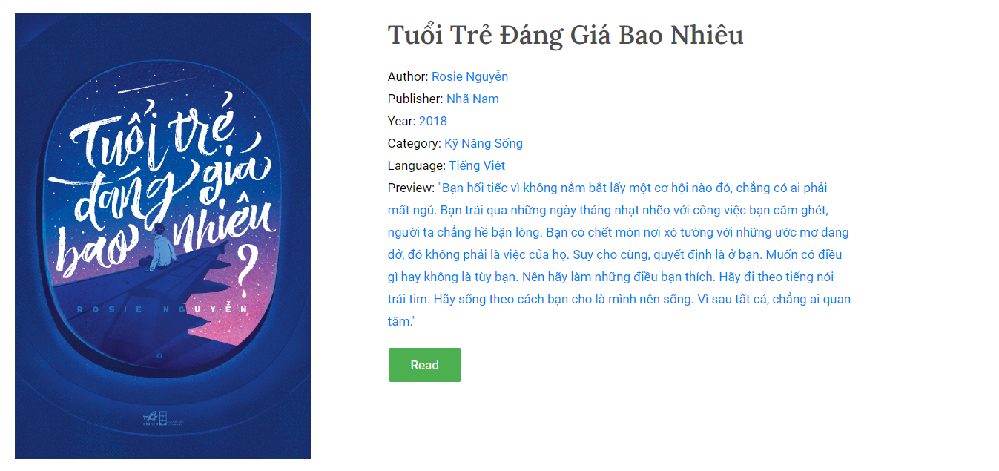 Tuổi trẻ
đáng giá
bao nhiêu
?
ROSIE NGUYỄN
Tuổi Trẻ Đáng Giá Bao Nhiêu
Author: Rosie Nguyễn
Publisher: Nhã Nam
Year: 2018
Category: Kỹ Năng Sống
Language: Tiếng Việt
Preview: "Bạn hối tiếc vì không nắm bắt lấy một cơ hội nào đó, chẳng có ai phải
mất ngủ. Bạn trải qua những ngày tháng nhạt nhẽo với công việc bạn căm ghét,
người ta chẳng hề bận lòng. Bạn có chết mòn nơi xó tường với những ước mơ dang
dở, đó không phải là việc của họ. Suy cho cùng, quyết định là ở bạn. Muốn có điều
gì hay không là tùy bạn. Nên hãy làm những điều bạn thích. Hãy đi theo tiếng nói
trái tim. Hãy sống theo cách bạn cho là mình nên sống. Vì sau tất cả, chẳng ai quan
tâm."
Read